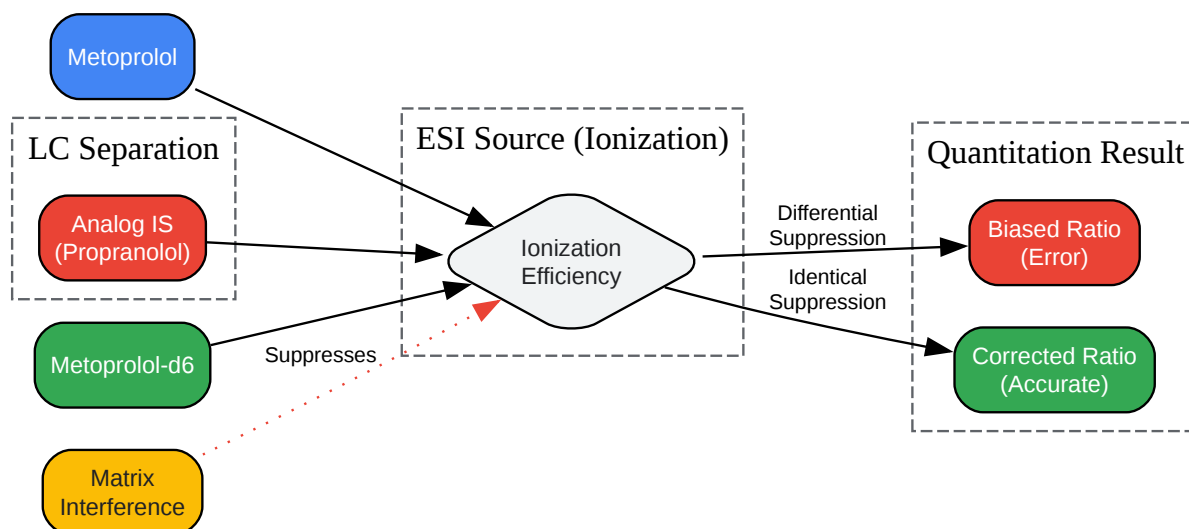 Metoprolol
LC Separation
Analog IS
(Propranolol)
Metoprolol-d6
Matrix
Interference
Suppresses
ESI Source (Ionization)
Ionization
Efficiency
Differential
Suppression
Identical
Suppression
Quantitation Result
Biased Ratio
(Error)
Corrected Ratio
(Accurate)